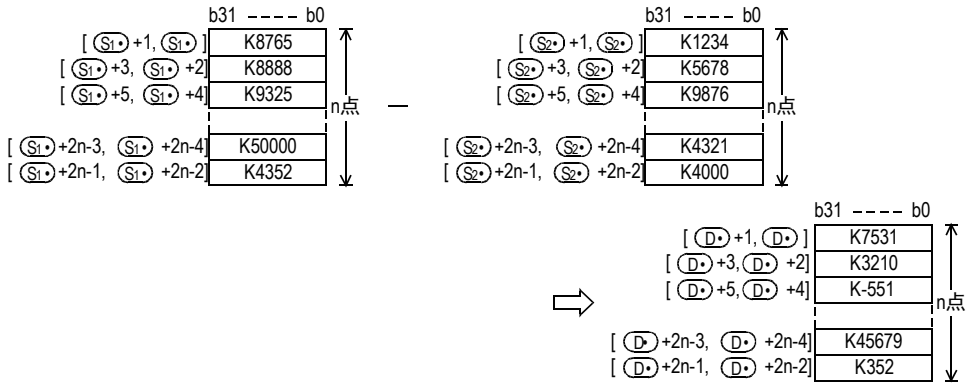 b31 ---- b0
[ S1• +1, S1• ] K8765
[ S1• +3, S1• +2] K8888
[ S1• +5, S1• +4] K9325
[ S1• +2n-3, S1• +2n-4] K50000
[ S1• +2n-1, S1• +2n-2] K4352
n点
—
b31 ---- b0
[ S2• +1, S2• ] K1234
[ S2• +3, S2• +2] K5678
[ S2• +5, S2• +4] K9876
[ S2• +2n-3, S2• +2n-4] K4321
[ S2• +2n-1, S2• +2n-2] K4000
n点
b31 ---- b0
[ D• +1, D• ] K7531
[ D• +3, D• +2] K3210
[ D• +5, D• +4] K-551
[ D• +2n-3, D• +2n-4] K45679
[ D• +2n-1, D• +2n-2] K352
n点